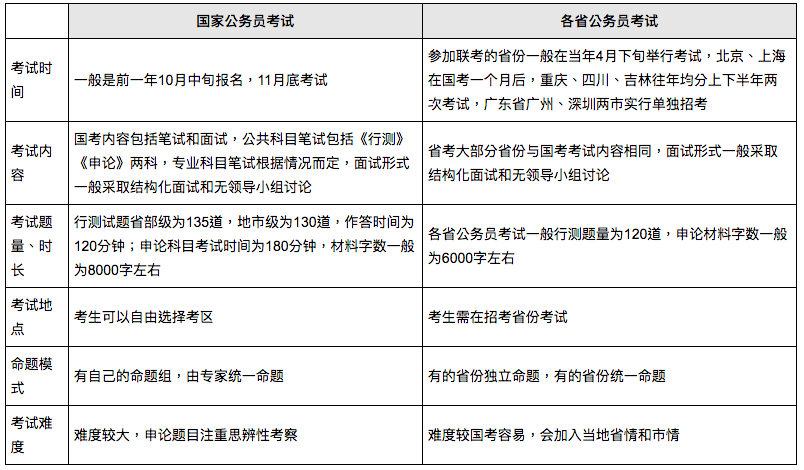 国家公务员考试
各省公务员考试
考试时
间
一般是前一年10月中旬报名，11月底考试
参加联考的省份一般在当年4月下旬举行考试，北京、上海
在国考一个月后，重庆、四川、吉林往年均分上下半年两
次考试，广东省广州、深圳两市实行单独招考
考试内
容
国考内容包括笔试和面试，公共科目笔试包括《行测》
《申论》两科，专业科目笔试根据情况而定，面试形式
一般采取结构化面试和无领导小组讨论
省考大部分省份与国考考试内容相同，面试形式一般采取
结构化面试和无领导小组讨论
考试题
量、时
长
行测试题省部级为135道，地市级为130道，作答时间为
120分钟；申论科目考试时间为180分钟，材料字数一般
为8000字左右
各省公务员考试一般行测题量为120道，申论材料字数一般
为6000字左右
考试地
点
考生可以自由选择考区
考生需在招考省份考试
命题模
式
有自己的命题组，由专家统一命题
有的省份独立命题，有的省份统一命题
考试难
度
难度较大，申论题目注重思辨性考察
难度较国考容易，会加入当地省情和市情